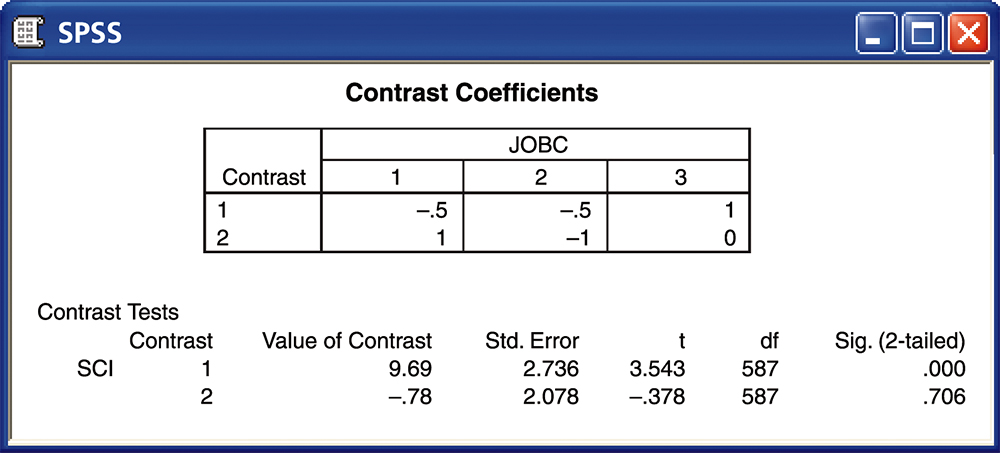 SPSS
Contrast Coefficients
JOBC
Contrast 1 2 3
1 –.5 –.5 1
2 1 –1 0
Contrast Tests
Contrast Value of Contrast Std. Error t df Sig. (2-tailed)
SCI 1 9.69 2.736 3.543 587 .000
2 –.78 2.078 –.378 587 .706